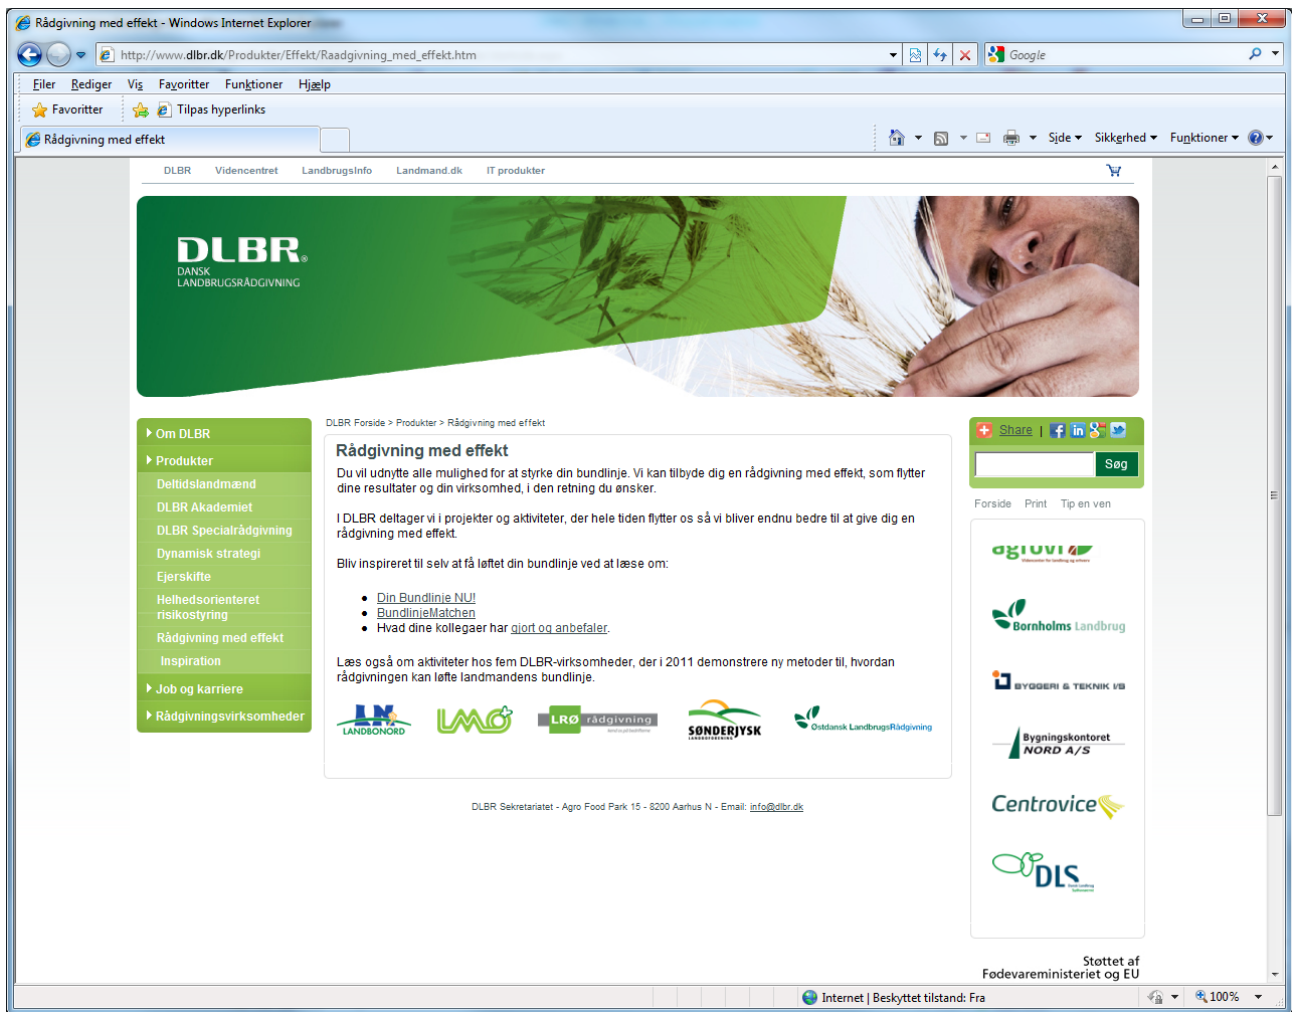 Rådgivning med effekt - Windows Internet Explorer
http://www.dlbr.dk/Produkter/Effekt/Raadgivning_med_effekt.htm
Google
Filer Rediger Vis Favoritter Funktioner Hjælp
Favoritter Tilpas hyperlinks
Rådgivning med effekt
Side Sikkerhed Funktioner
DLBR Videncentret LandbrugsInfo Landmand.dk IT produkter
DLBR®
DANSK
LANDBRUGSRÅDGIVNING
Om DLBR
Produkter
Deltidslandmænd
DLBR Akademiet
DLBR Specialrådgivning
Dynamisk strategi
Ejerskifte
Helhedsorienteret
risikostyring
Rådgivning med effekt
Inspiration
Job og karriere
Rådgivningsvirksomheder
DLBR Forside > Produkter > Rådgivning med effekt
Rådgivning med effekt
Du vil udnytte alle mulighed for at styrke din bundlinje. Vi kan tilbyde dig en rådgivning med effekt, som flytter
dine resultater og din virksomhed, i den retning du ønsker.
I DLBR deltager vi i projekter og aktiviteter, der hele tiden flytter os så vi bliver endnu bedre til at give dig en
rådgivning med effekt.
Bliv inspireret til selv at få løftet din bundlinje ved at læse om:
Din Bundlinje NU!
BundlinjeMatchen
Hvad dine kollegaer har gjort og anbefaler.
Læs også om aktiviteter hos fem DLBR-virksomheder, der i 2011 demonstrere ny metoder til, hvordan
rådgivningen kan løfte landmandens bundlinje.
LN
LANDBONORD
LMO
LRØ rådgivning
SØNDERJYSK
LANDBOFORENING
Østdansk LandbrugsRådgivning
DLBR Sekretariatet - Agro Food Park 15 - 8200 Aarhus N - Email: info@dlbr.dk
Share |
Søg
Forside Print Tip en ven
agrovi
Bornholms Landbrug
BYGGERI & TEKNIK I/S
Bygningskontoret
NORD A/S
Centrovice
DLS
Støttet af
Fødevareministeriet og EU
Internet | Beskyttet tilstand: Fra
100%